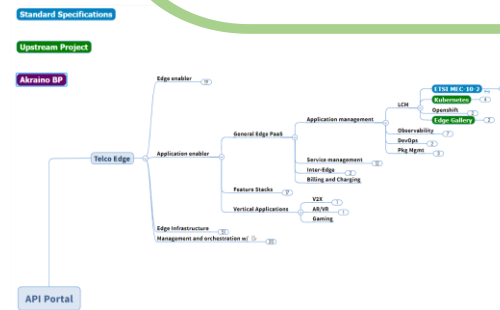 Standard Specifications
Upstream Project
Akraino BP
Edge enabler
ETSI MEC-10-2
LCM
Kubernetes
Openshift
Application management
Edge Gallery
General Edge PaaS
Observability
DevOps
Pkg Mgmt
Telco Edge
Application enabler
Service management
Inter-Edge
Billing and Charging
Feature Stacks
V2X
Vertical Applications
AR/VR
Gaming
Edge Infrastructure
Management and orchestration w/
API Portal